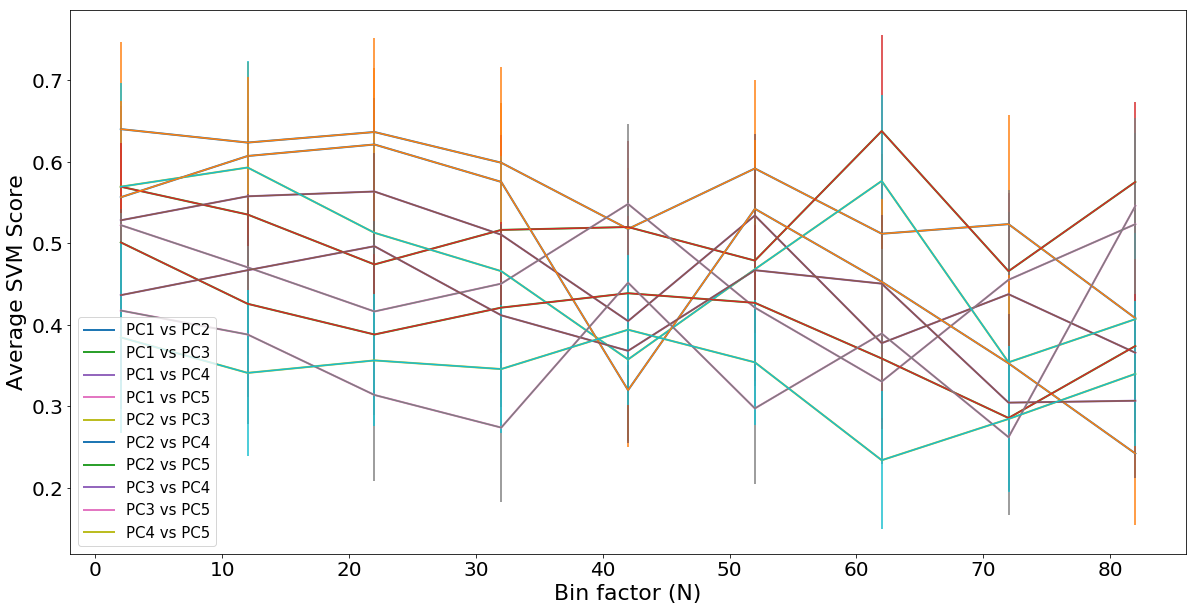 0.7
0.6
0.5
0.4
0.3
0.2
Average SVM Score
PC1 vs PC2
PC1 vs PC3
PC1 vs PC4
PC1 vs PC5
PC2 vs PC3
PC2 vs PC4
PC2 vs PC5
PC3 vs PC4
PC3 vs PC5
PC4 vs PC5
0 10 20 30 40 50 60 70 80
Bin factor (N)